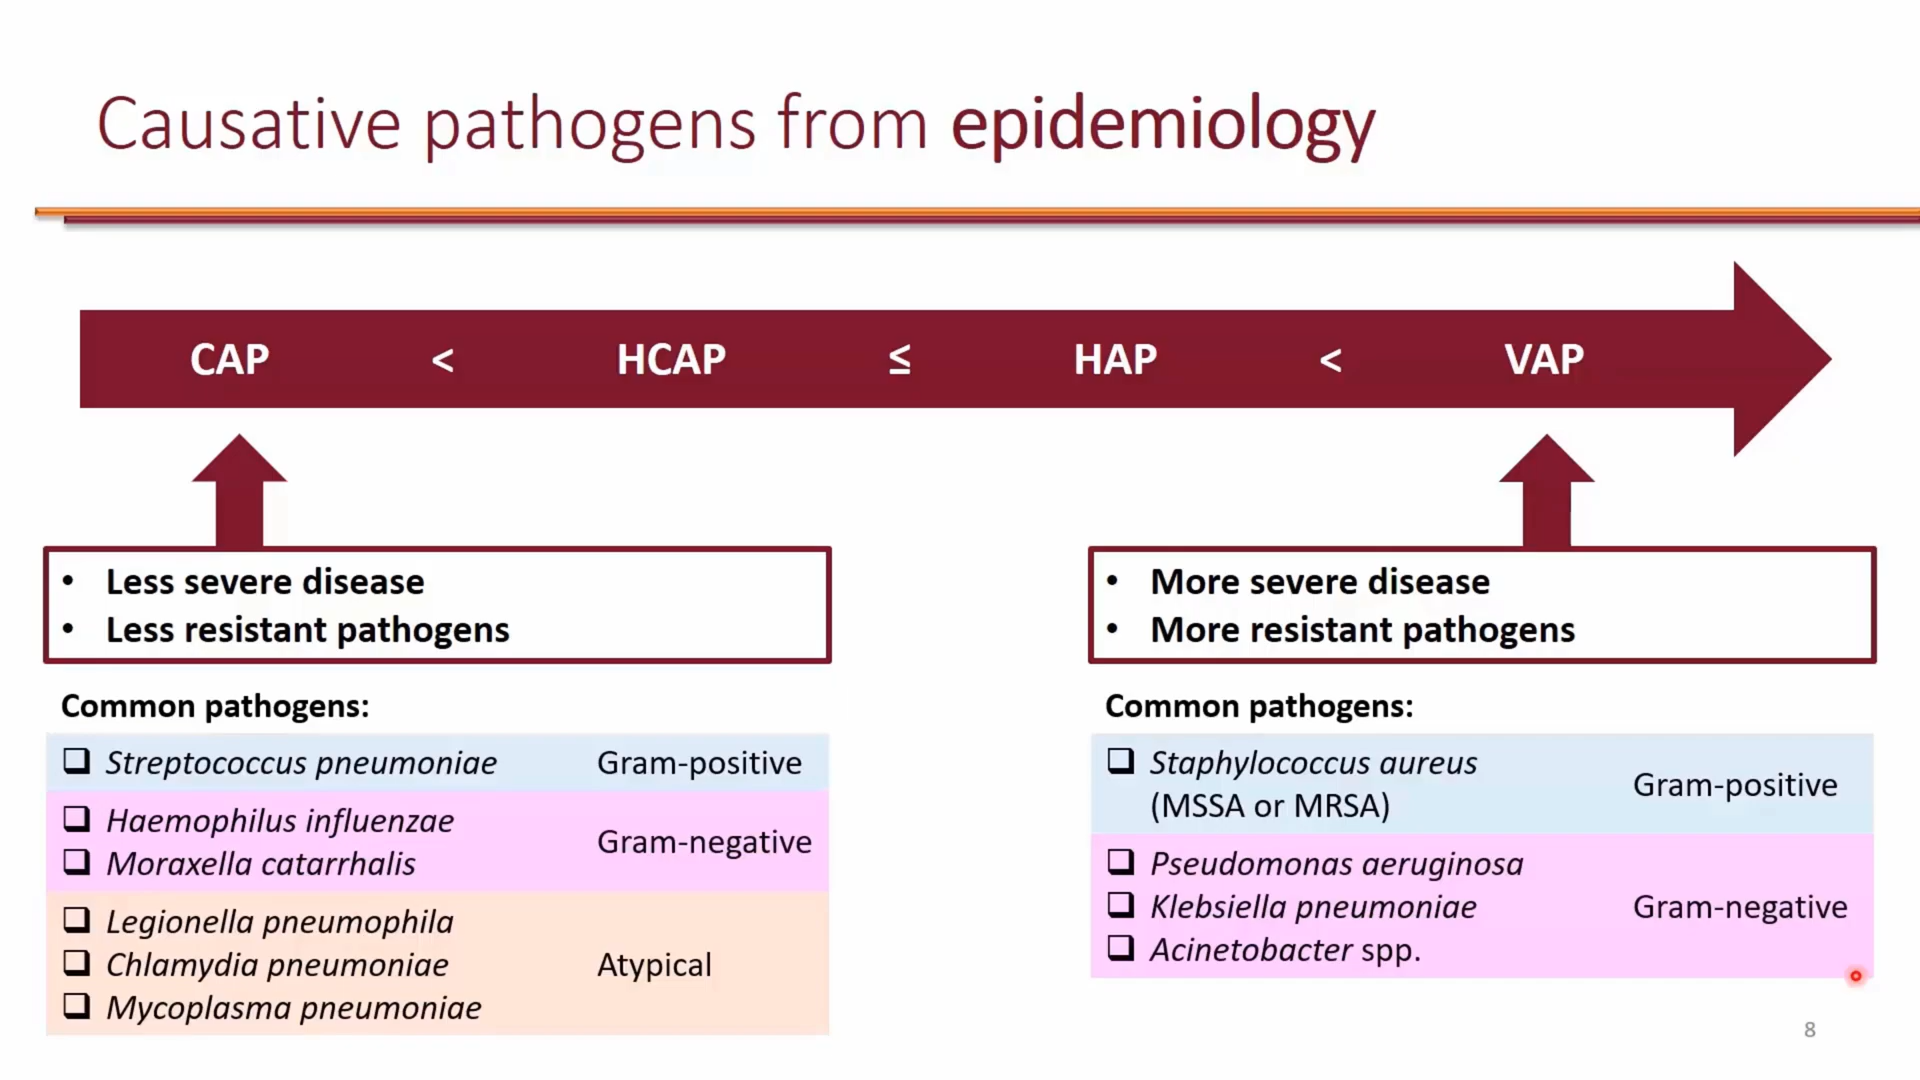 Causative pathogens from epidemiology
CAP < HCAP ≤ HAP < VAP
• Less severe disease
• Less resistant pathogens
Common pathogens:
❑ Streptococcus pneumoniae Gram-positive
❑ Haemophilus influenzae
❑ Moraxella catarrhalis
Gram-negative
❑ Legionella pneumophila
❑ Chlamydia pneumoniae Atypical
❑ Mycoplasma pneumoniae
• More severe disease
• More resistant pathogens
Common pathogens:
❑ Staphylococcus aureus
(MSSA or MRSA)
Gram-positive
❑ Pseudomonas aeruginosa
❑ Klebsiella pneumoniae Gram-negative
❑ Acinetobacter spp.
8